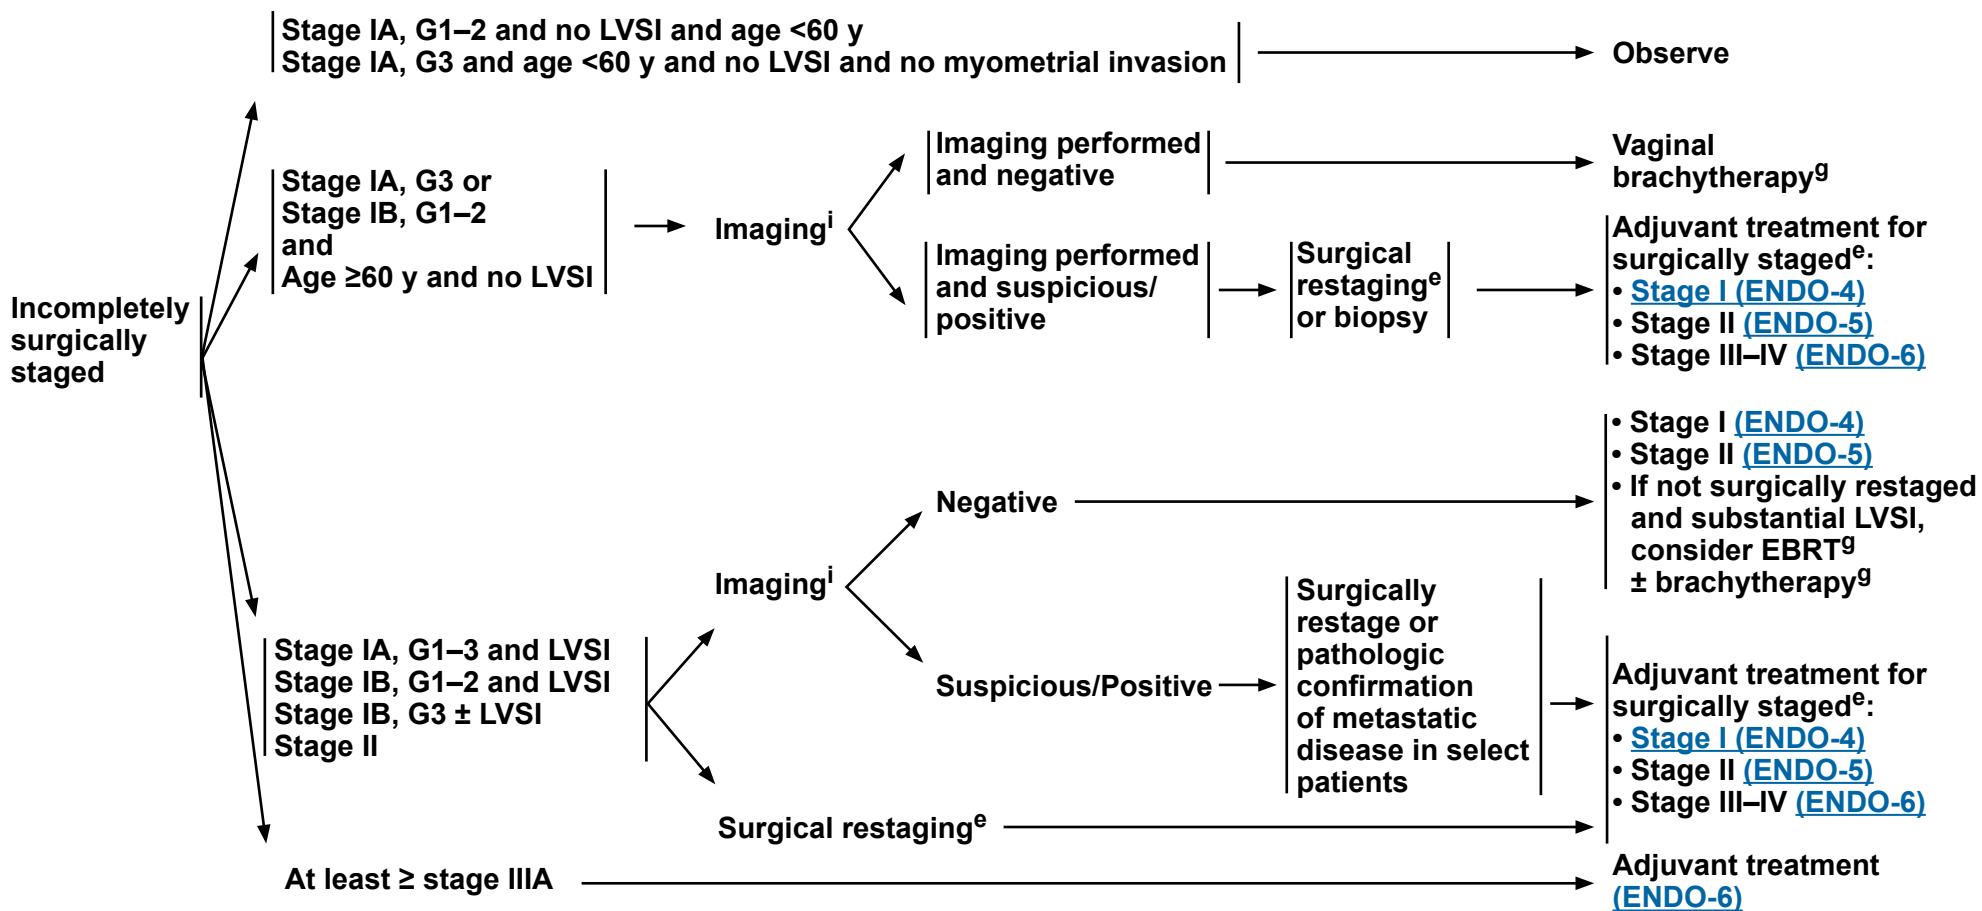 Incompletely
surgically
staged
Stage IA, G1–2 and no LVSI and age <60 y
Stage IA, G3 and age <60 y and no LVSI and no myometrial invasion
Observe
Stage IA, G3 or
Stage IB, G1–2
and
Age ≥60 y and no LVSI
Imagingi
Imaging performed
and negative
Vaginal
brachytherapyg
Imaging performed
and suspicious/
positive
Surgical
restaginge
or biopsy
Adjuvant treatment for
surgically stagede:
• Stage I (ENDO-4)
• Stage II (ENDO-5)
• Stage III–IV (ENDO-6)
Stage IA, G1–3 and LVSI
Stage IB, G1–2 and LVSI
Stage IB, G3 ± LVSI
Stage II
Imagingi
Negative
• Stage I (ENDO-4)
• Stage II (ENDO-5)
• If not surgically restaged
and substantial LVSI,
consider EBRTg
± brachytherapyg
Suspicious/Positive
Surgically
restage or
pathologic
confirmation
of metastatic
disease in select
patients
Adjuvant treatment for
surgically stagede:
• Stage I (ENDO-4)
• Stage II (ENDO-5)
• Stage III–IV (ENDO-6)
Surgical restaginge
At least ≥ stage IIIA
Adjuvant treatment
(ENDO-6)